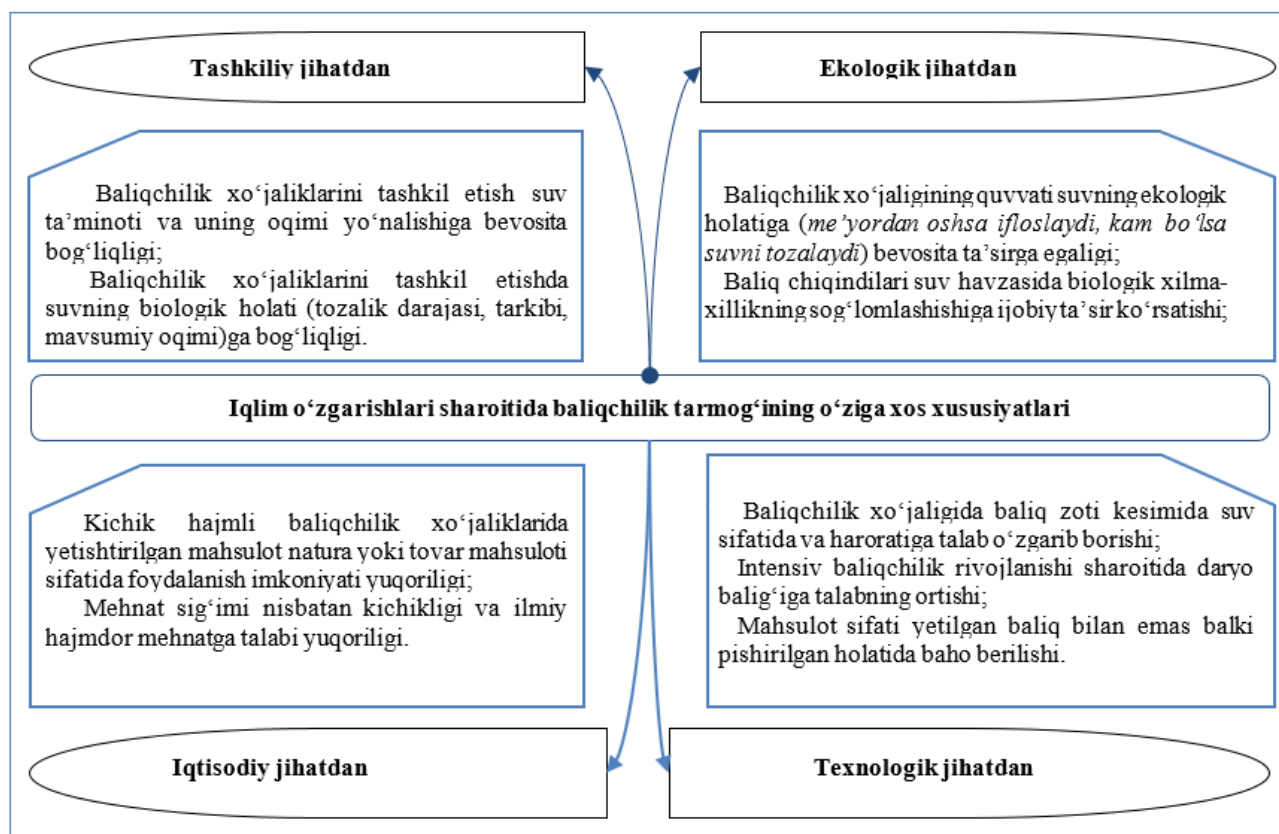 Tashkiliy jihatdan
Ekologik jihatdan
Baliqchilik xo‘jaliklarini tashkil etish suv
ta’minoti va uning oqimi yo‘nalishiga bevosita
bog‘liqligi;
Baliqchilik xo‘jaliklarini tashkil etishda
suvning biologik holati (tozalik darajasi, tarkibi,
mavsumiy oqimi)ga bog‘liqligi.
Baliqchilik xo‘jaligining quvvati suvning ekologik
holatiga (me’yordan oshsa ifloslaydi, kam bo‘lsa
suvni tozalaydi) bevosita ta’sirga egaligi;
Baliq chiqindilari suv havzasida biologik xilma-
xillikning sog‘lomlashishiga ijobiy ta’sir ko‘rsatishi;
Iqlim o‘zgarishlari sharoitida baliqchilik tarmog‘ining o‘ziga xos xususiyatlari
Kichik hajmli baliqchilik xo‘jaliklarida
yetishtirilgan mahsulot natura yoki tovar mahsuloti
sifatida foydalanish imkoniyati yuqoriligi;
Mehnat sig‘imi nisbatan kichikligi va ilmiy
hajmdor mehnatga talabi yuqoriligi.
Baliqchilik xo‘jaligida baliq zoti kesimida suv
sifatida va haroratiga talab o‘zgarib borishi;
Intensiv baliqchilik rivojlanishi sharoitida daryo
balig‘iga talabning ortishi;
Mahsulot sifati yetilgan baliq bilan emas balki
pishirilgan holatida baho berilishi.
Iqtisodiy jihatdan
Texnologik jihatdan